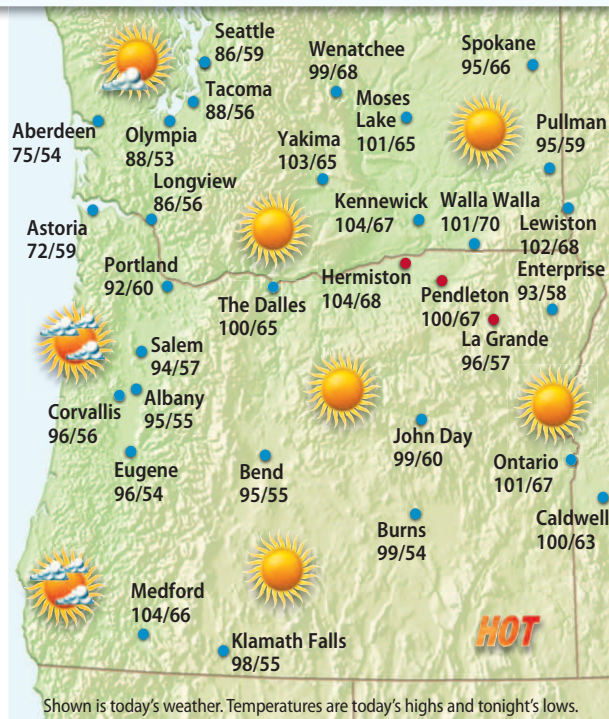 Seattle
86/59
Wenatchee
99/68
Spokane
95/66
Tacoma
88/56
Moses
Lake
101/65
Aberdeen
75/54
Olympia
88/53
Yakima
103/65
Pullman
95/59
Longview
86/56
Kennewick
104/67
Walla Walla
101/70
Lewiston
102/68
Astoria
72/59
Portland
92/60
The Dalles
100/65
Hermiston
104/68
Pendleton
100/67
Enterprise
93/58
La Grande
96/57
Salem
94/57
Albany
95/55
Corvallis
96/56
John Day
99/60
Eugene
96/54
Bend
95/55
Ontario
101/67
Burns
99/54
Caldwell
100/63
Medford
104/66
HOT
Klamath Falls
98/55
Shown is today's weather. Temperatures are today's highs and tonight's lows.